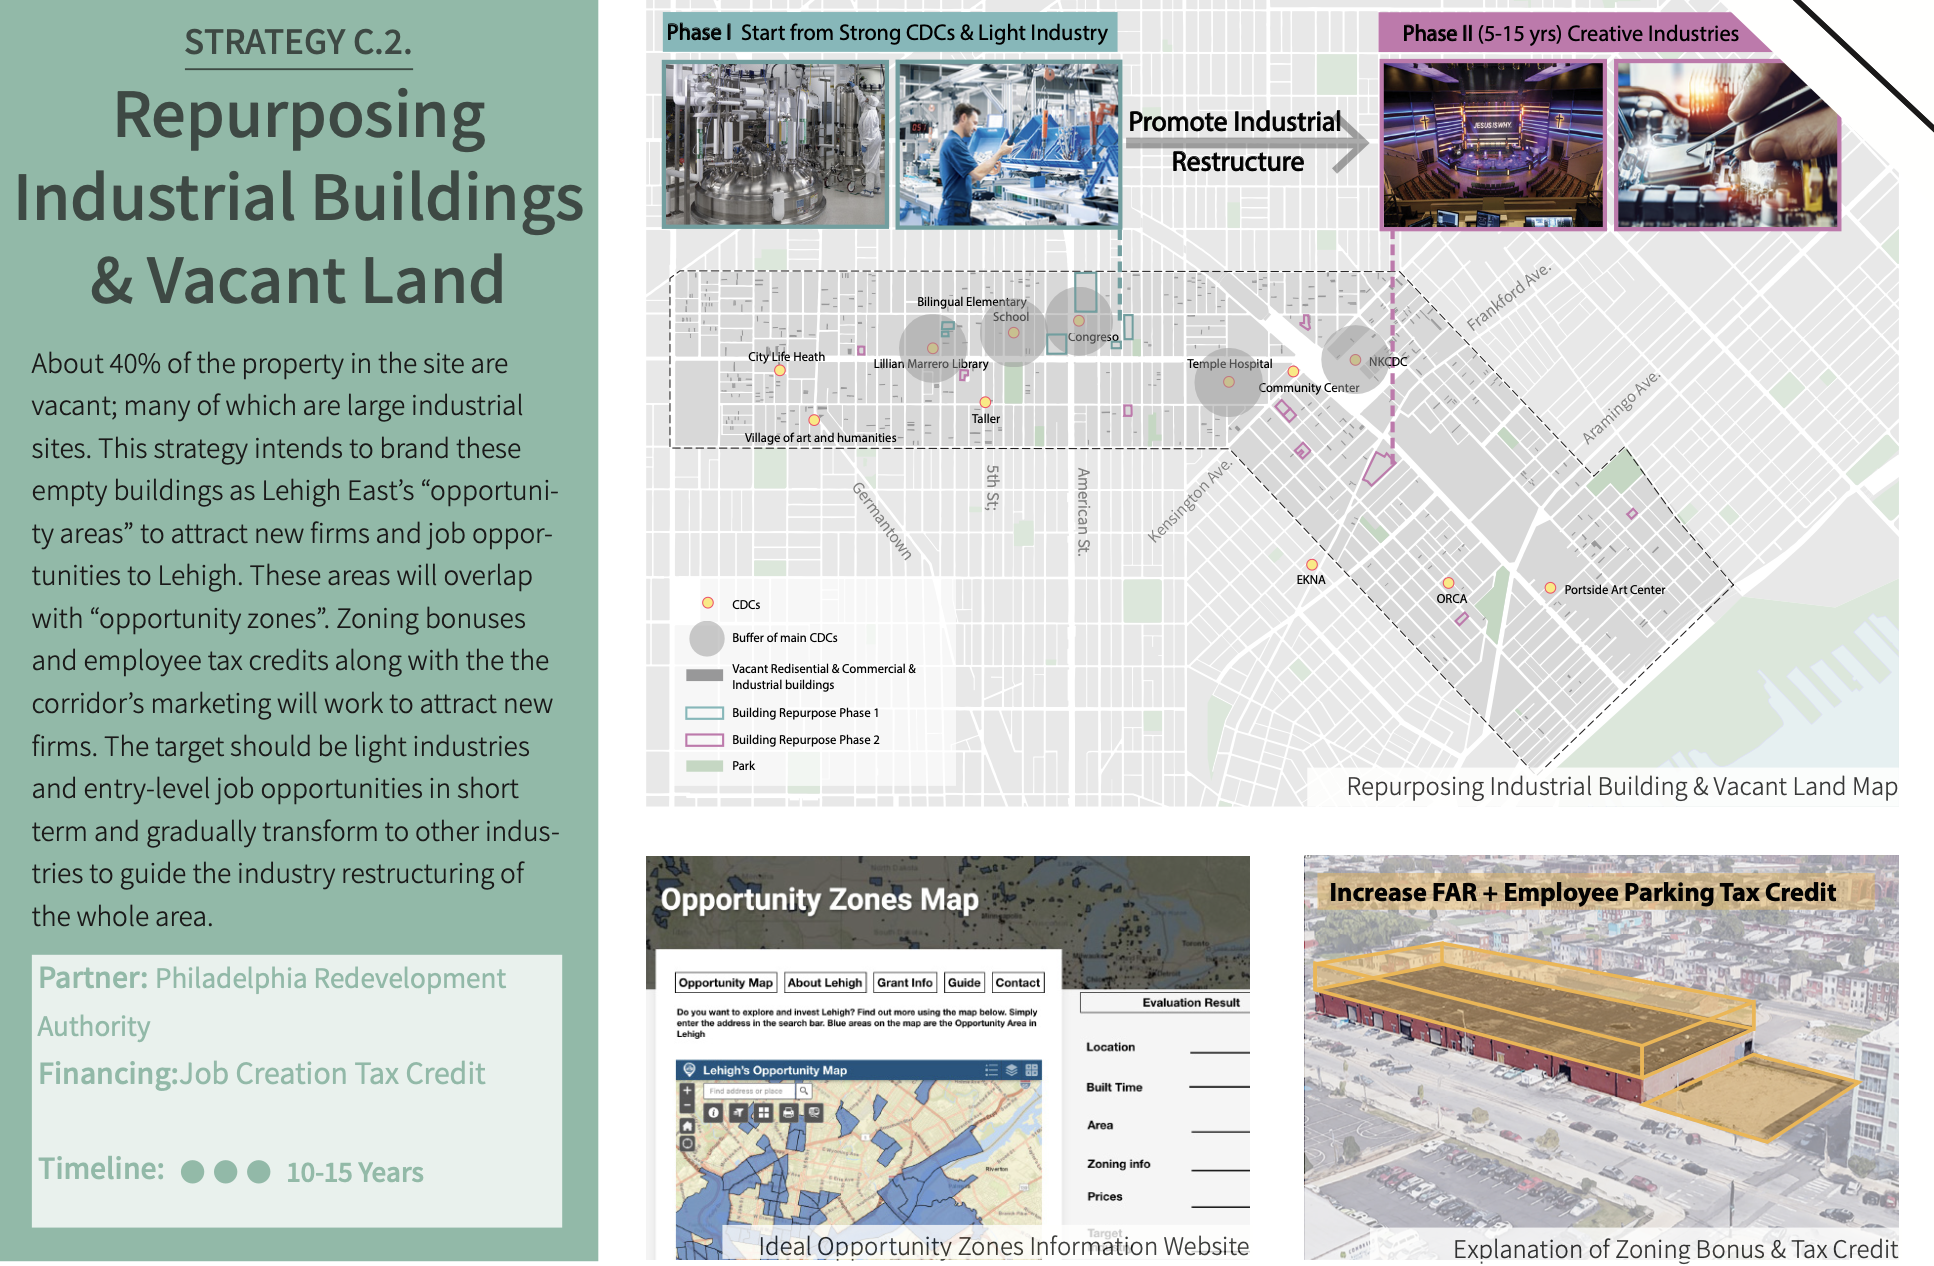 STRATEGY C.2.
Repurposing
Industrial Buildings
& Vacant Land
About 40% of the property in the site are
vacant; many of which are large industrial
sites. This strategy intends to brand these
empty buildings as Lehigh East’s “opportuni-
ty areas” to attract new firms and job oppor-
tunities to Lehigh. These areas will overlap
with “opportunity zones”. Zoning bonuses
and employee tax credits along with the the
corridor’s marketing will work to attract new
firms. The target should be light industries
and entry-level job opportunities in short
term and gradually transform to other indus-
tries to guide the industry restructuring of
the whole area.
Partner: Philadelphia Redevelopment
Authority
Financing:Job Creation Tax Credit
Timeline: 10-15 Years
Phase I Start from Strong CDCs & Light Industry
Promote Industrial
Restructure
Phase II (5-15 yrs) Creative Industries
JESUS IS WHY.
Bilingual Elementary
School
Congreso
City Life Heath
Lillian Marrero Library
Temple Hospital
NKCDC
Community Center
Taller
Village of art and humanities
Frankford Ave.
Aramingo Ave.
Kensington Ave.
Germantown
5th St;
American St.
EKNA
ORCA
Portside Art Center
CDCs
Buffer of main CDCs
Vacant Redisential & Commercial &
Industrial buildings
Building Repurpose Phase 1
Building Repurpose Phase 2
Park
Repurposing Industrial Building & Vacant Land Map
Opportunity Zones Map
Opportunity Map
About Lehigh
Grant Info
Guide
Contact
Do you want to explore and invest Lehigh? Find out more using the map below. Simply
enter the address in the search bar. Blue areas on the map are the Opportunity Area in
Lehigh
Lehigh's Opportunity Map
Find address or place
Riverton
Evaluation Result
Location
Built Time
Area
Zoning info
Prices
Target
Ideal Opportunity Zones Information Website
Increase FAR + Employee Parking Tax Credit
Explanation of Zoning Bonus & Tax Credit